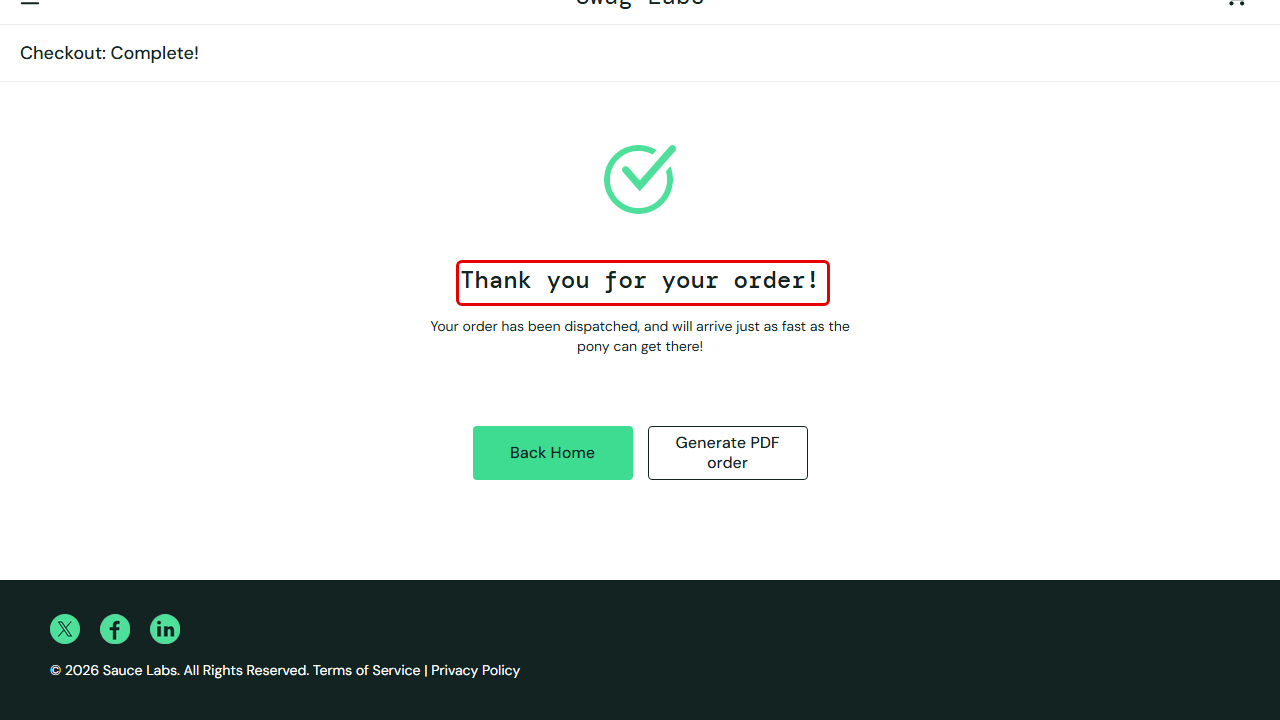 Swag Labs
Checkout: Complete!
Thank you for your order!
Your order has been dispatched, and will arrive just as fast as the
pony can get there!
Back Home
Generate PDF
order
© 2026 Sauce Labs. All Rights Reserved. Terms of Service | Privacy Policy